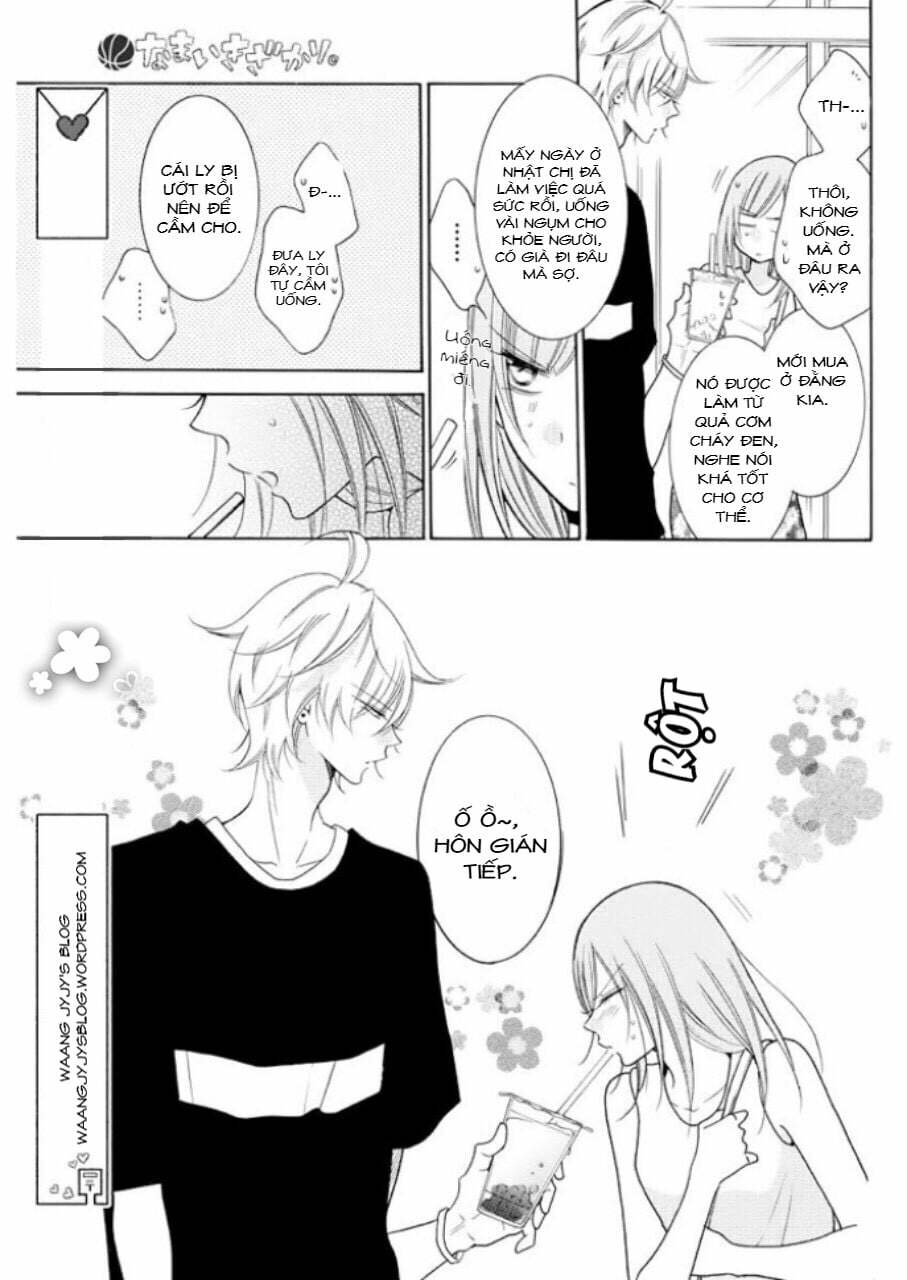 なまいきざかり。
TH-...
THÔI,
KHÔNG
UỐNG.
MÀ Ở
ĐÂU RA
VẬY?
MỚI MUA
Ở ĐẰNG
KIA.
NÓ ĐƯỢC
LÀM TỪ
QUẢ CƠM
CHÁY ĐEN,
NGHE NÓI
KHÁ TỐT
CHO CƠ
THỂ.
MẤY NGÀY Ở
NHẬT CHỊ ĐÃ
LÀM VIỆC QUÁ
SỨC RỒI, UỐNG
VÀI NGỤM CHO
KHỎE NGƯỜI,
CÓ GIÀ ĐI ĐÂU
MÀ SỢ.
........
Uống
miếng
đi.
Đ-...
ĐƯA LY
ĐÂY, TÔI
TỰ CẦM
UỐNG.
CÁI LY BỊ
ƯỚT RỒI
NÊN ĐỂ
CẦM CHO.
........
RỘT
Ố Ồ~,
HÔN GIÁN
TIẾP.
WAANG JYJY'S BLOG
WAANGJYJYSBLOG.WORDPRESS.COM